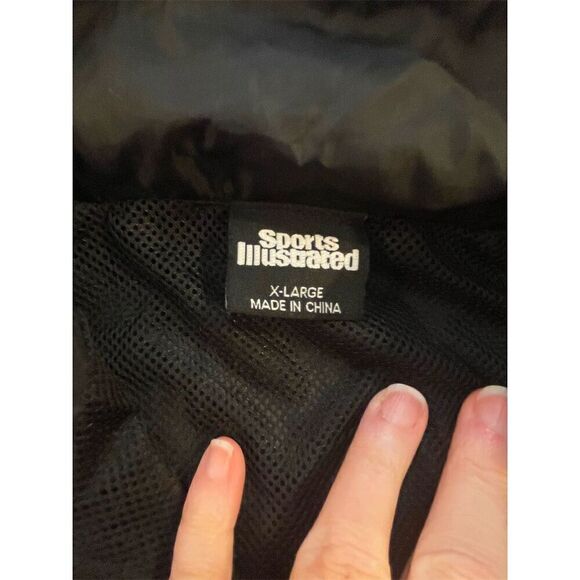 Sports
Illustrated
X-LARGE
MADE IN CHINA